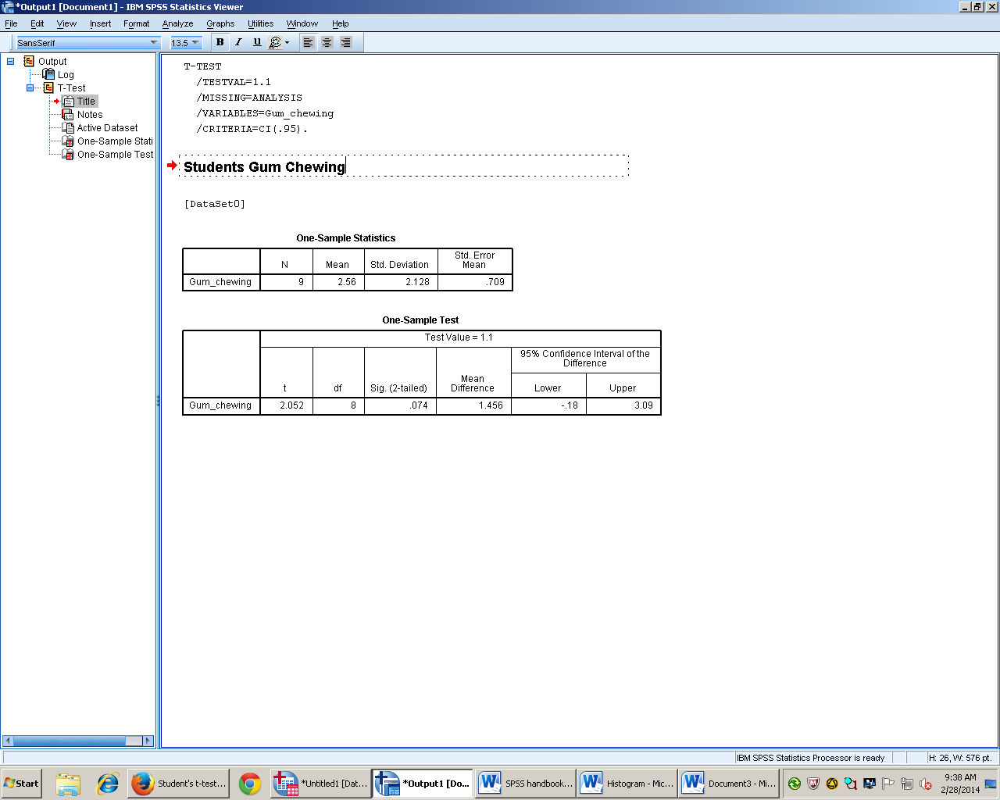 *Output1 [Document1] - IBM SPSS Statistics Viewer
File Edit View Insert Format Analyze Graphs Utilities Window Help
SansSerif 13.5 B I U
Output
Log
T-Test
Title
Notes
Active Dataset
One-Sample Stati
One-Sample Test
T-TEST
/TESTVAL=1.1
/MISSING=ANALYSIS
/VARIABLES=Gum_chewing
/CRITERIA=CI(.95).
Students Gum Chewing
[DataSet0]
One-Sample Statistics
N Mean Std. Deviation Std. Error Mean
Gum_chewing 9 2.56 2.128 .709
One-Sample Test
Test Value = 1.1
t df Sig. (2-tailed) Mean Difference 95% Confidence Interval of the Difference
Lower Upper
Gum_chewing 2.052 8 .074 1.456 -.18 3.09
IBM SPSS Statistics Processor is ready H: 26, W: 576 pt.
Start Student's t-test... *Untitled1 [Dat... *Output1 [Do... SPSS handbook... Histogram - Mic... Document3 - Mi... 9:38 AM
2/28/2014